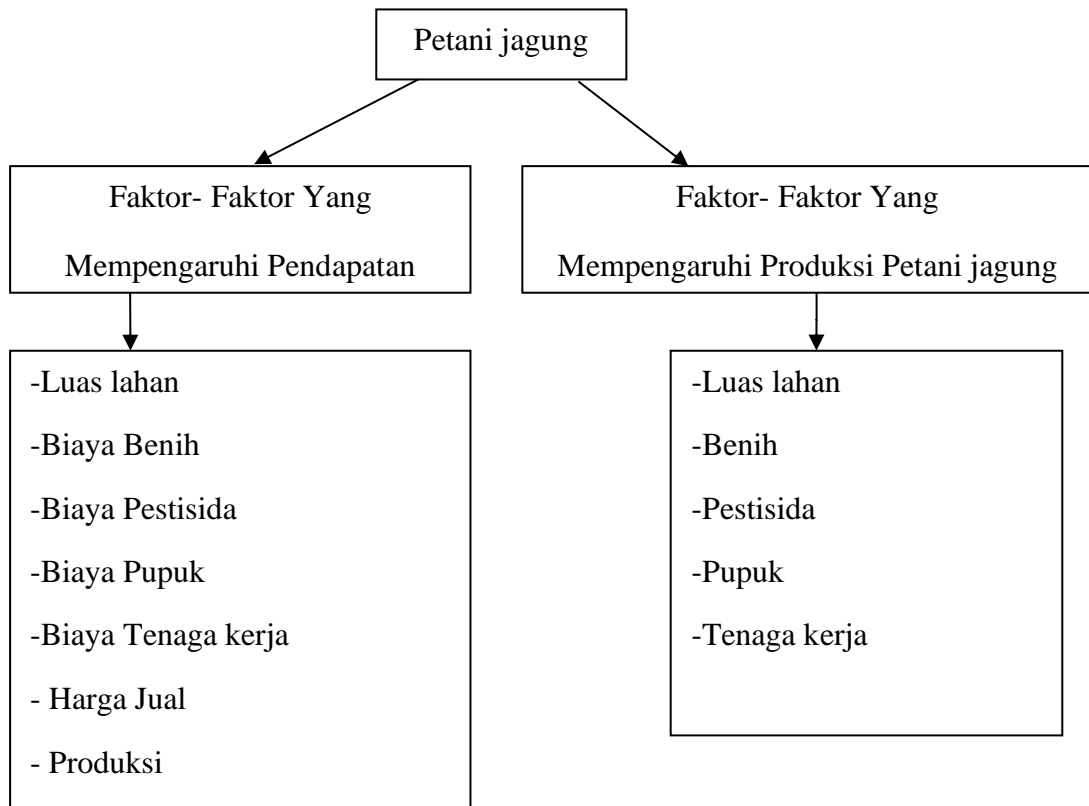 Petani jagung
Faktor- Faktor Yang
Mempengaruhi Pendapatan
Faktor- Faktor Yang
Mempengaruhi Produksi Petani jagung
-Luas lahan
-Biaya Benih
-Biaya Pestisida
-Biaya Pupuk
-Biaya Tenaga kerja
- Harga Jual
- Produksi
-Luas lahan
-Benih
-Pestisida
-Pupuk
-Tenaga kerja